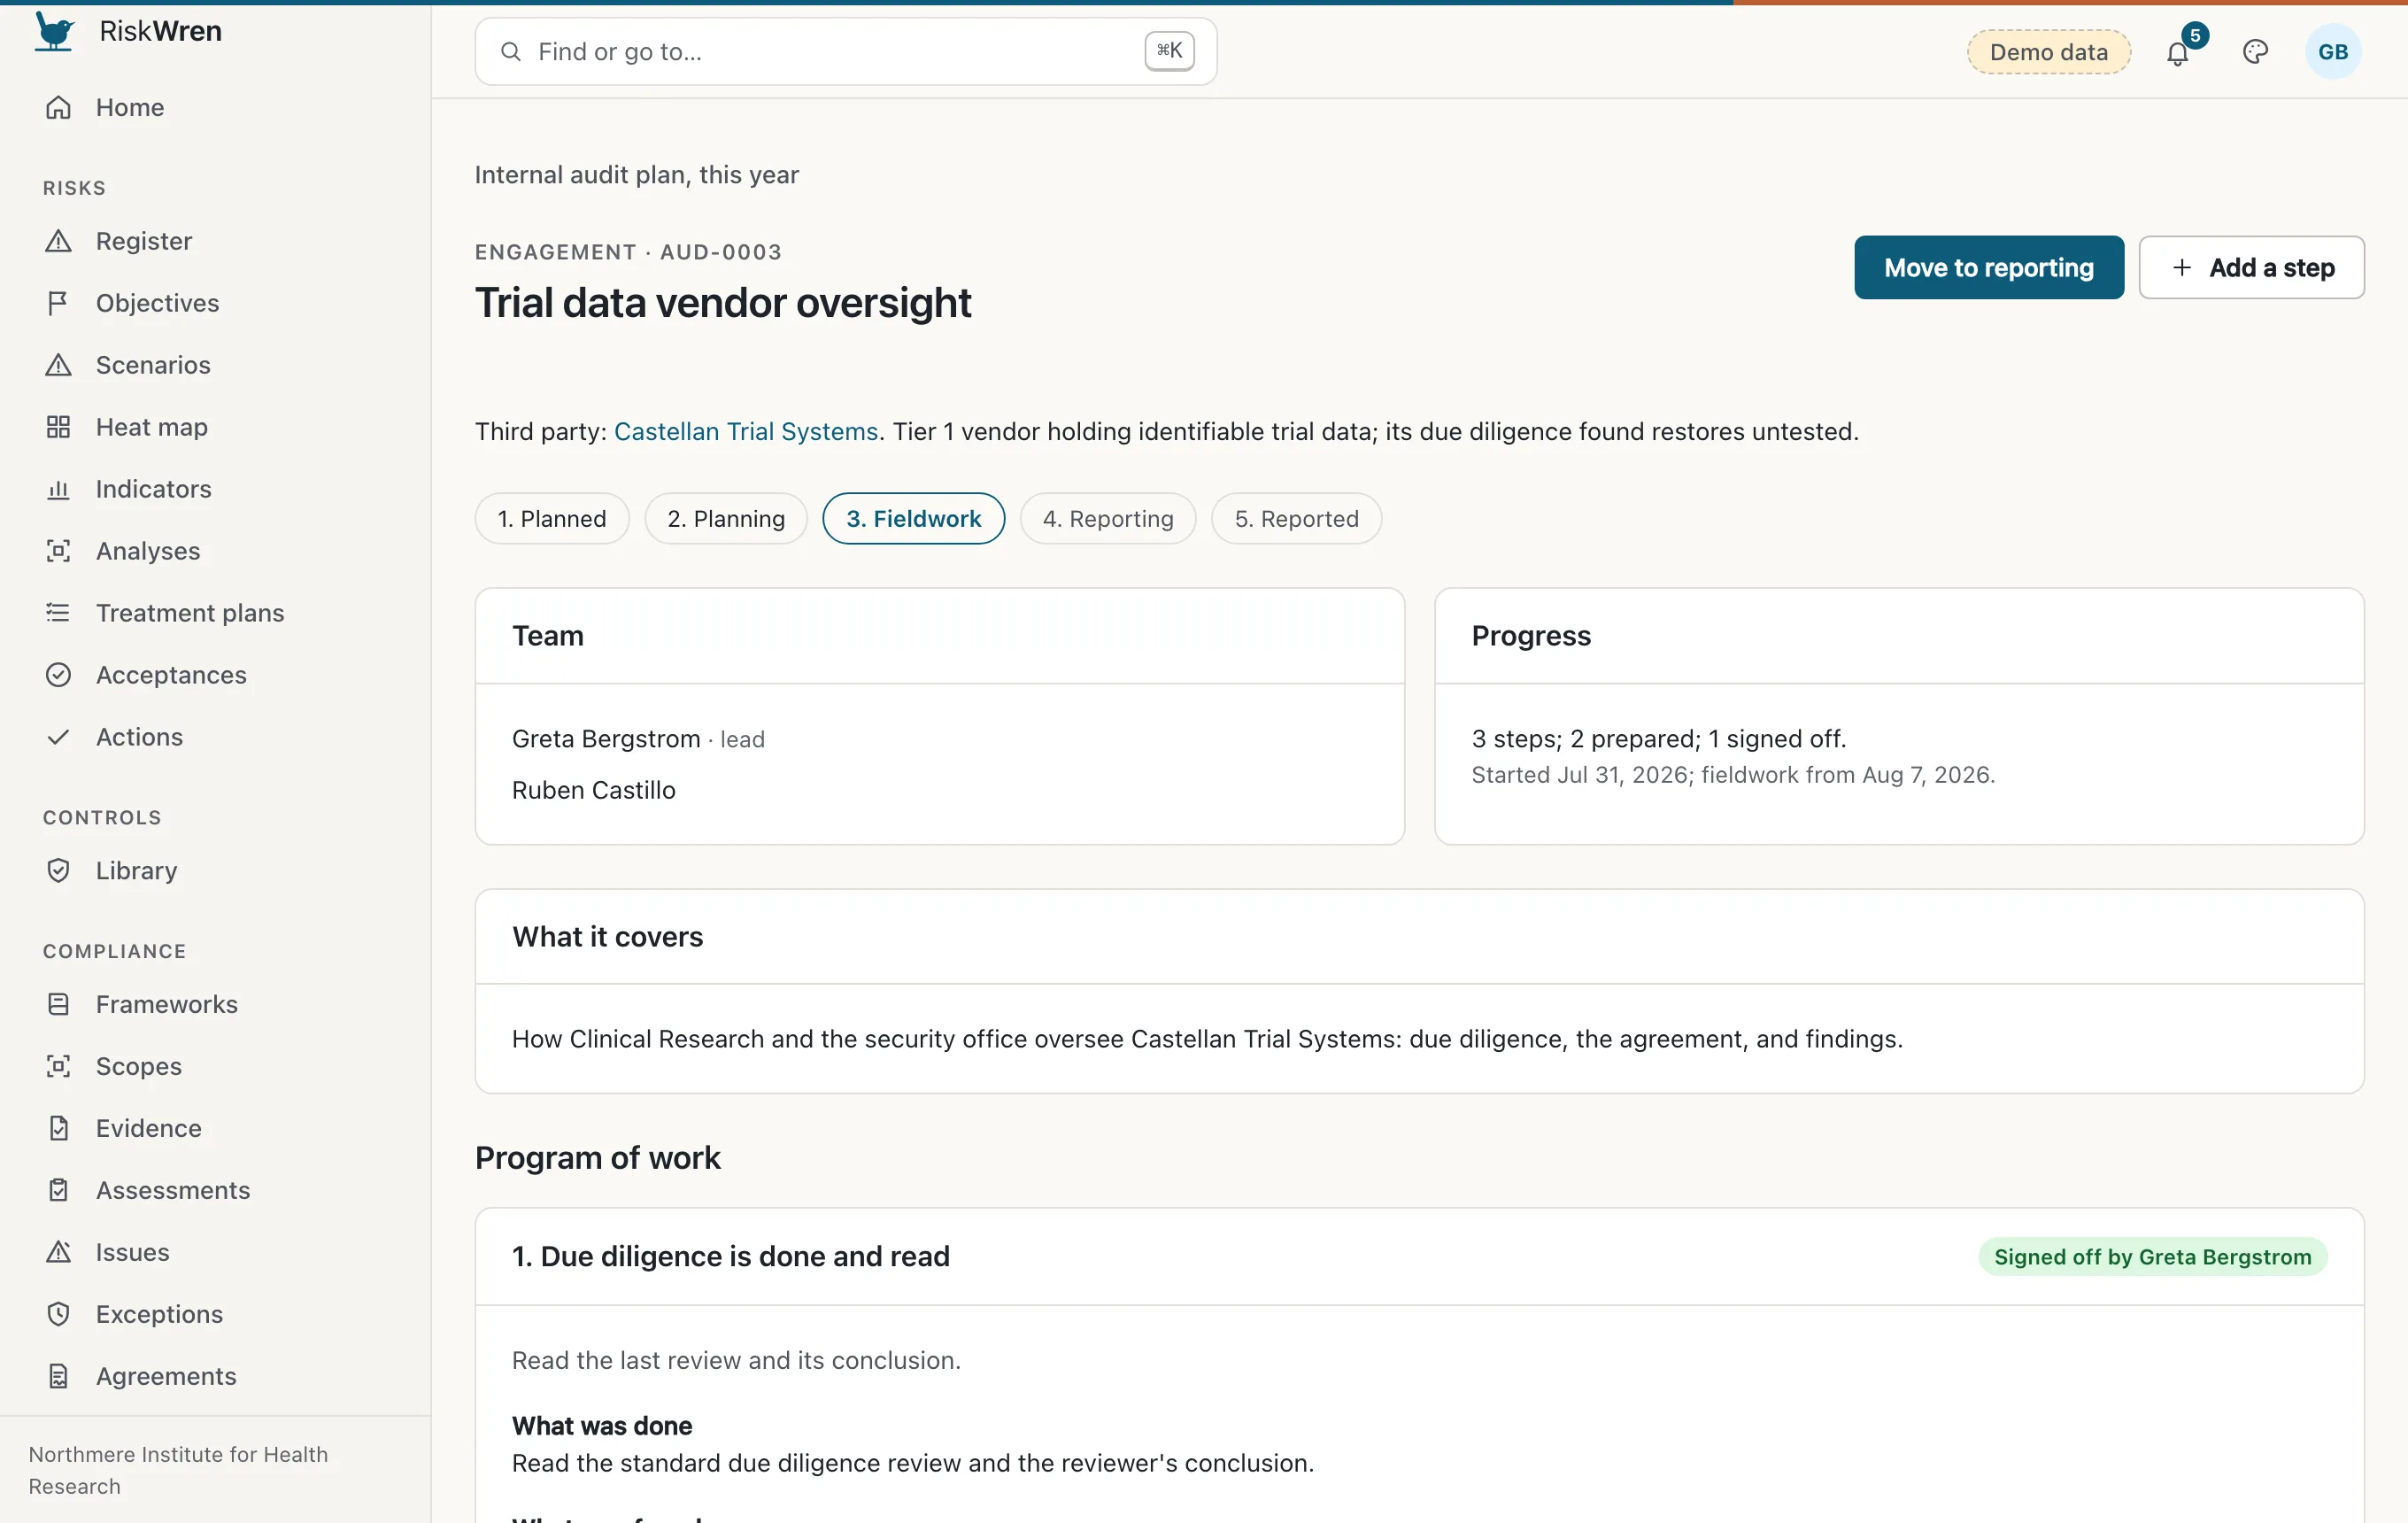 RiskWren
Find or go to...
⌘K
Demo data
5
GB
Home
RISKS
Register
Objectives
Scenarios
Heat map
Indicators
Analyses
Treatment plans
Acceptances
Actions
CONTROLS
Library
COMPLIANCE
Frameworks
Scopes
Evidence
Assessments
Issues
Exceptions
Agreements
Northmere Institute for Health
Research
Internal audit plan, this year
ENGAGEMENT · AUD-0003
Trial data vendor oversight
Move to reporting
+ Add a step
Third party: Castellan Trial Systems. Tier 1 vendor holding identifiable trial data; its due diligence found restores untested.
1. Planned
2. Planning
3. Fieldwork
4. Reporting
5. Reported
Team
Greta Bergstrom · lead
Ruben Castillo
Progress
3 steps; 2 prepared; 1 signed off.
Started Jul 31, 2026; fieldwork from Aug 7, 2026.
What it covers
How Clinical Research and the security office oversee Castellan Trial Systems: due diligence, the agreement, and findings.
Program of work
1. Due diligence is done and read
Signed off by Greta Bergstrom
Read the last review and its conclusion.
What was done
Read the standard due diligence review and the reviewer's conclusion.